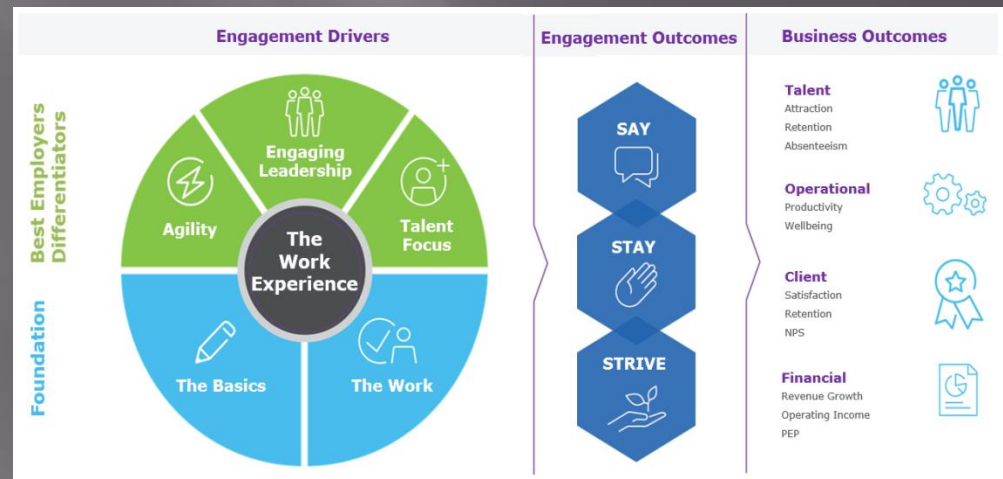 Engagement Drivers
Engagement Outcomes
Business Outcomes
Best Employers
Differentiators
Foundation
Engaging
Leadership
Agility
Talent
Focus
The
Work
Experience
The Basics
The Work
SAY
STAY
STRIVE
Talent
Attraction
Retention
Absenteeism
Operational
Productivity
Wellbeing
Client
Satisfaction
Retention
NPS
Financial
Revenue Growth
Operating Income
PEP